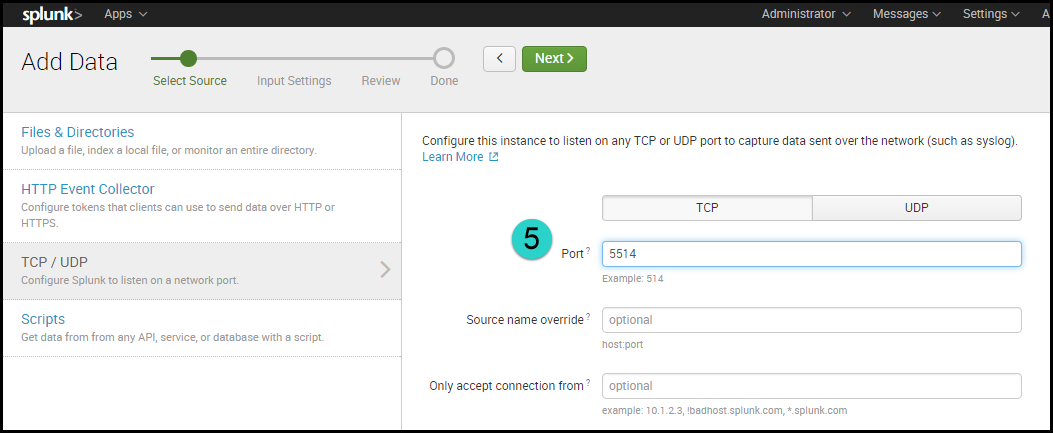 splunk> Apps Administrator Messages Settings A
Add Data
Select Source Input Settings Review Done
< Next >
Files & Directories
Upload a file, index a local file, or monitor an entire directory.
HTTP Event Collector
Configure tokens that clients can use to send data over HTTP or
HTTPS.
TCP / UDP
Configure Splunk to listen on a network port.
Scripts
Get data from from any API, service, or database with a script.
Configure this instance to listen on any TCP or UDP port to capture data sent over the network (such as syslog).
Learn More
TCP UDP
5 Port ? 5514
Example: 514
Source name override ? optional
host:port
Only accept connection from ? optional
example: 10.1.2.3, !badhost.splunk.com, *.splunk.com